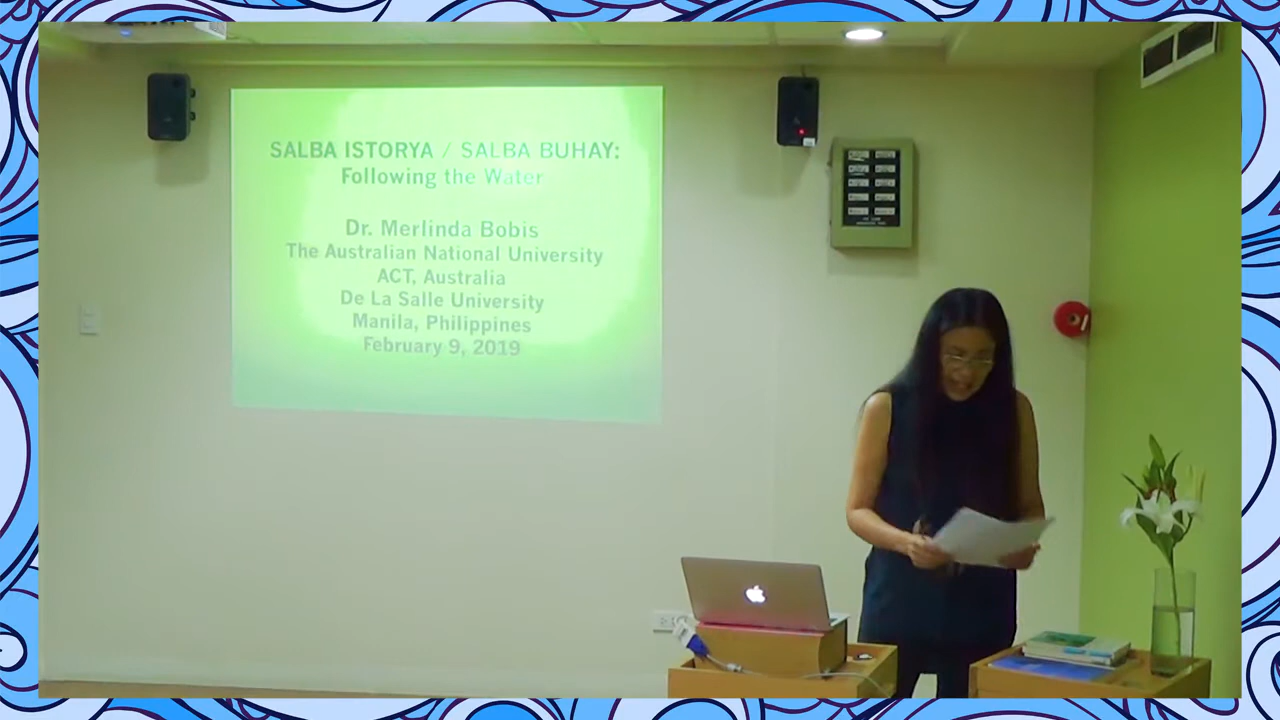 SALBA ISTORYA / SALBA BUHAY:
Following the Water
Dr. Merlinda Bobis
The Australian National University
ACT, Australia
De La Salle University
Manila, Philippines
February 9, 2019